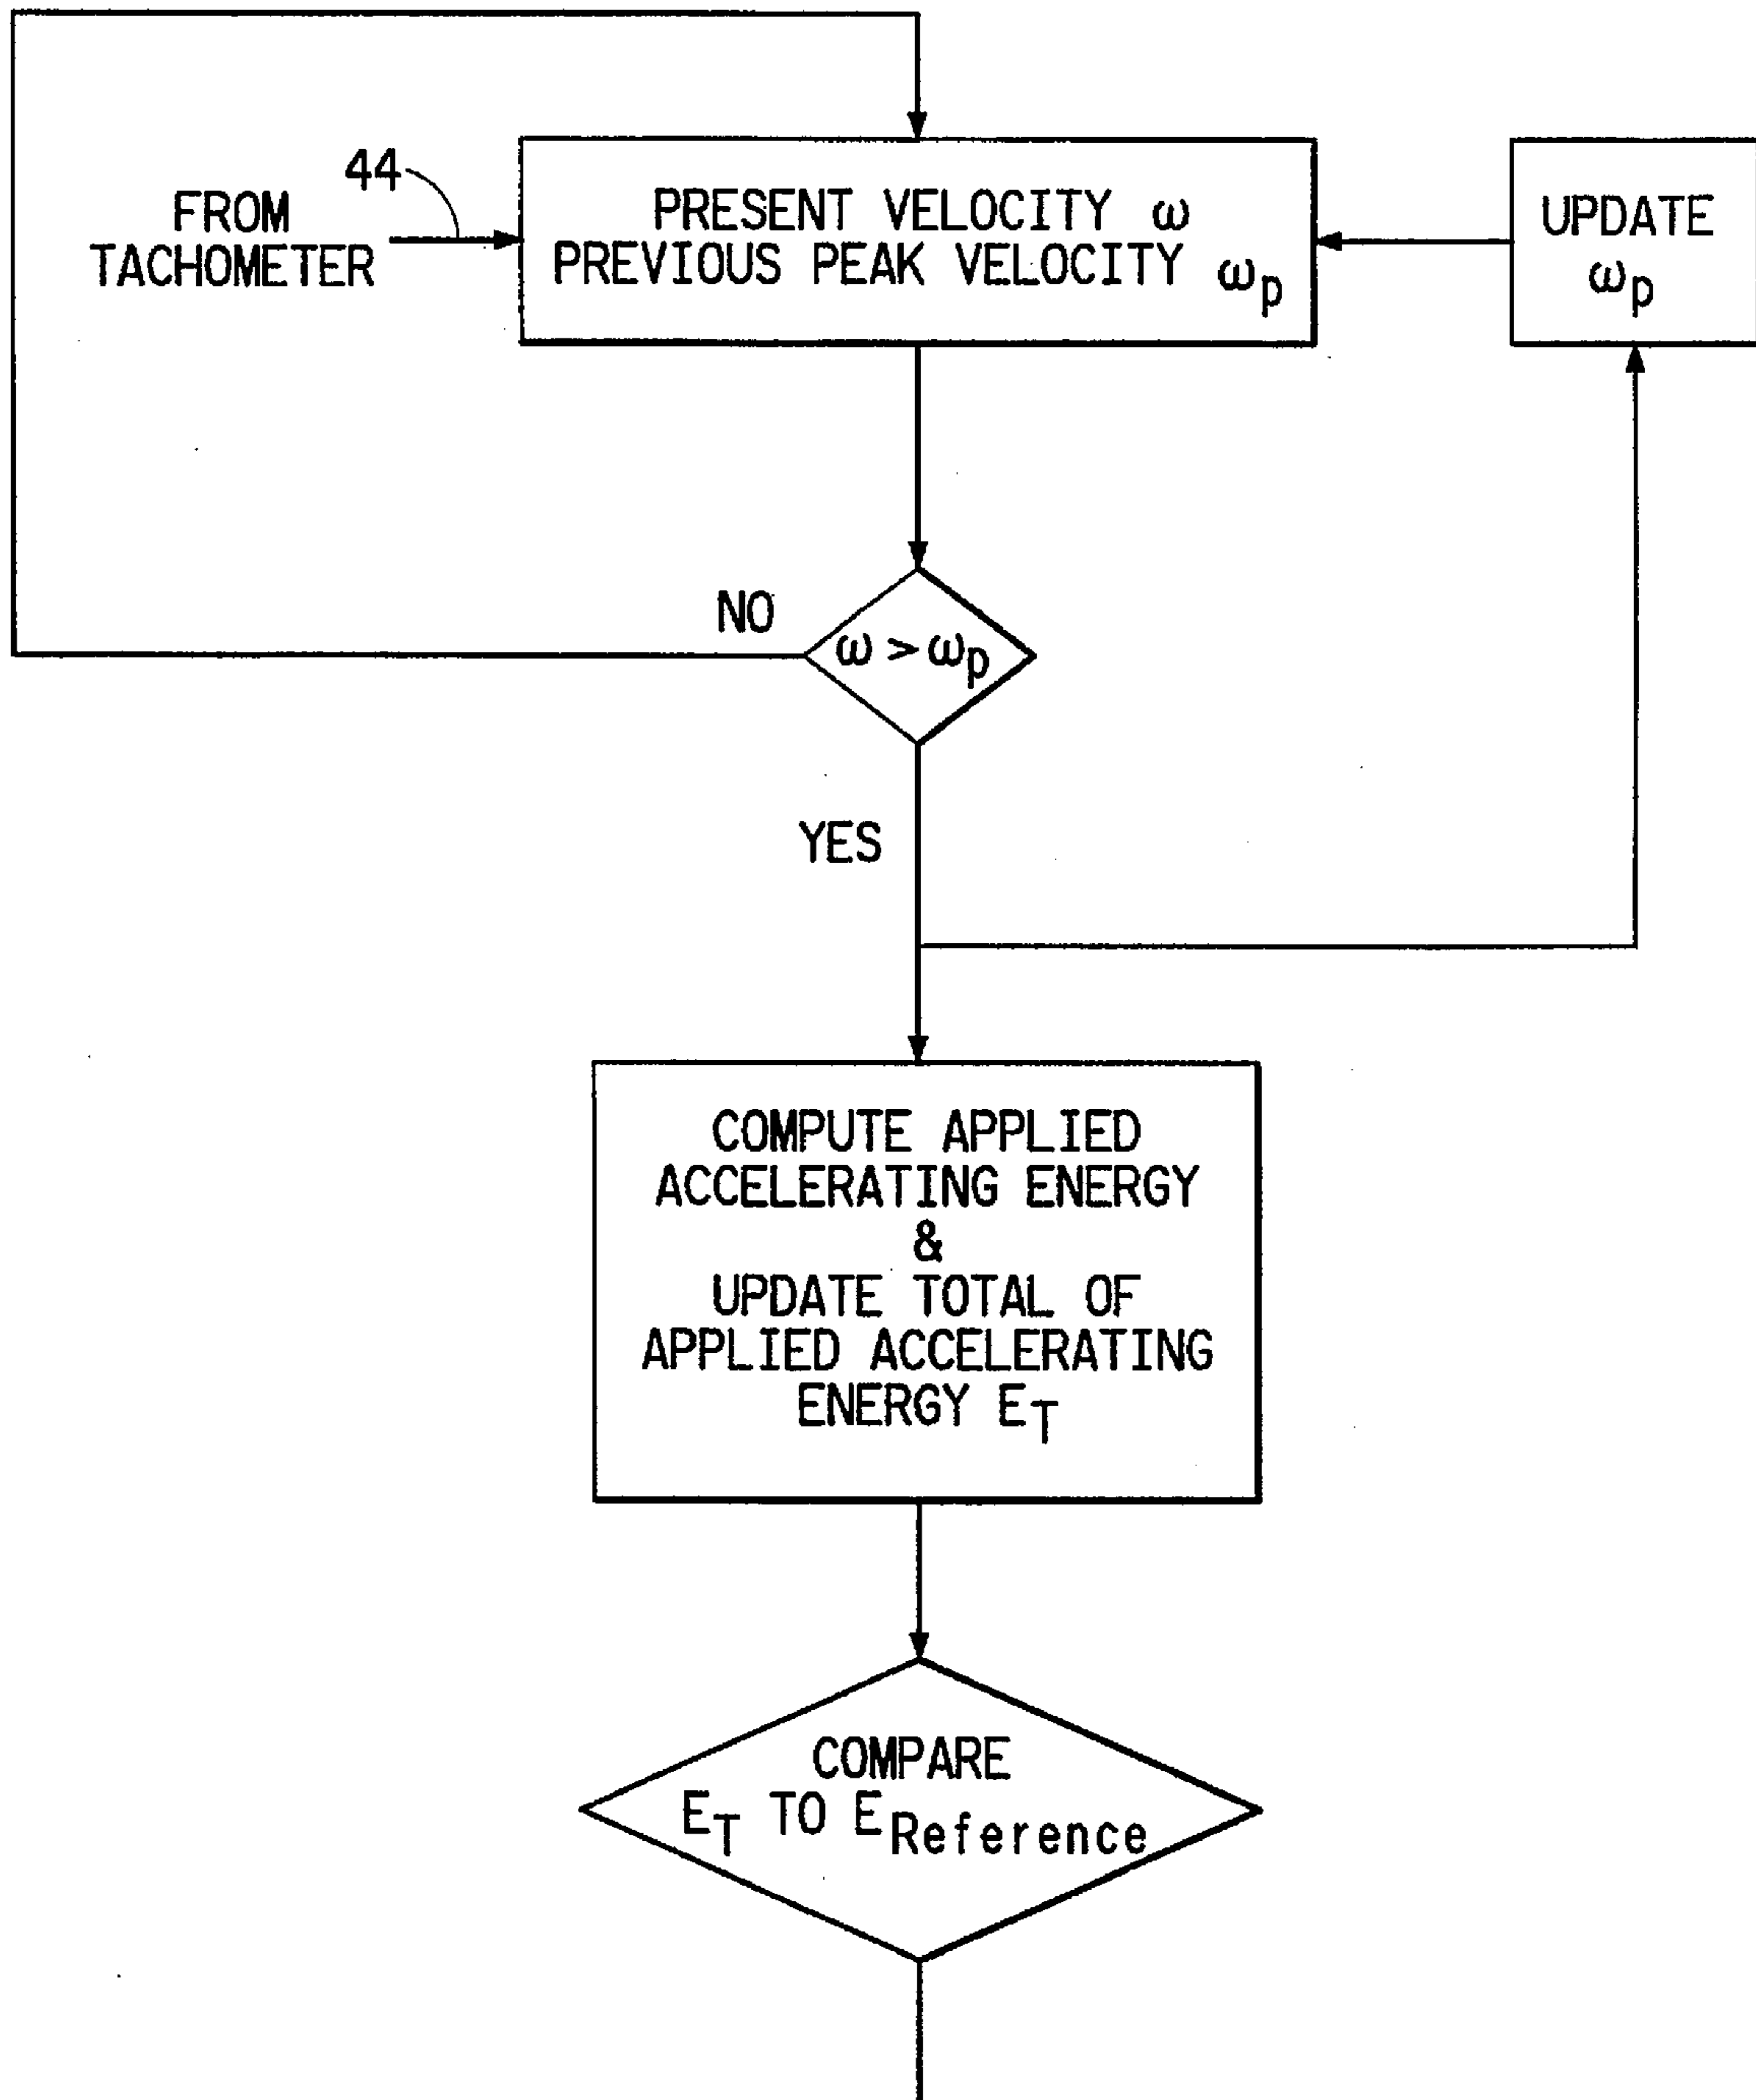 44
FROM
TACHOMETER
PRESENT VELOCITY ω
PREVIOUS PEAK VELOCITY ωp
UPDATE
ωp
NO
ω > ωp
YES
COMPUTE APPLIED
ACCELERATING ENERGY
&
UPDATE TOTAL OF
APPLIED ACCELERATING
ENERGY ET
COMPARE
ET TO EReference